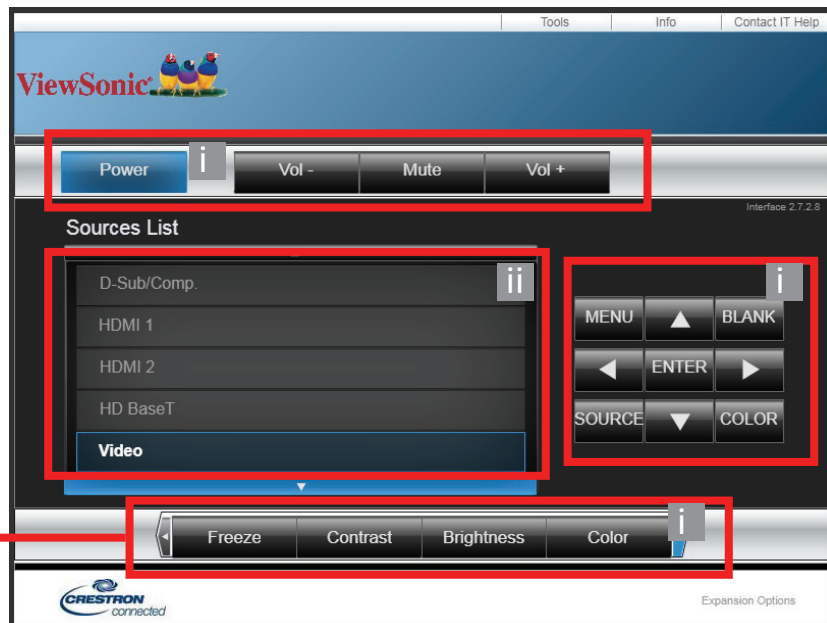 Tools Info Contact IT Help
ViewSonic
Power i Vol - Mute Vol +
Interface 2.7.2.8
Sources List
D-Sub/Comp. ii
HDMI 1
HDMI 2
HD BaseT
Video
i
MENU BLANK
ENTER
SOURCE COLOR
Freeze Contrast Brightness Color i
CRESTRON
connected
Expansion Options